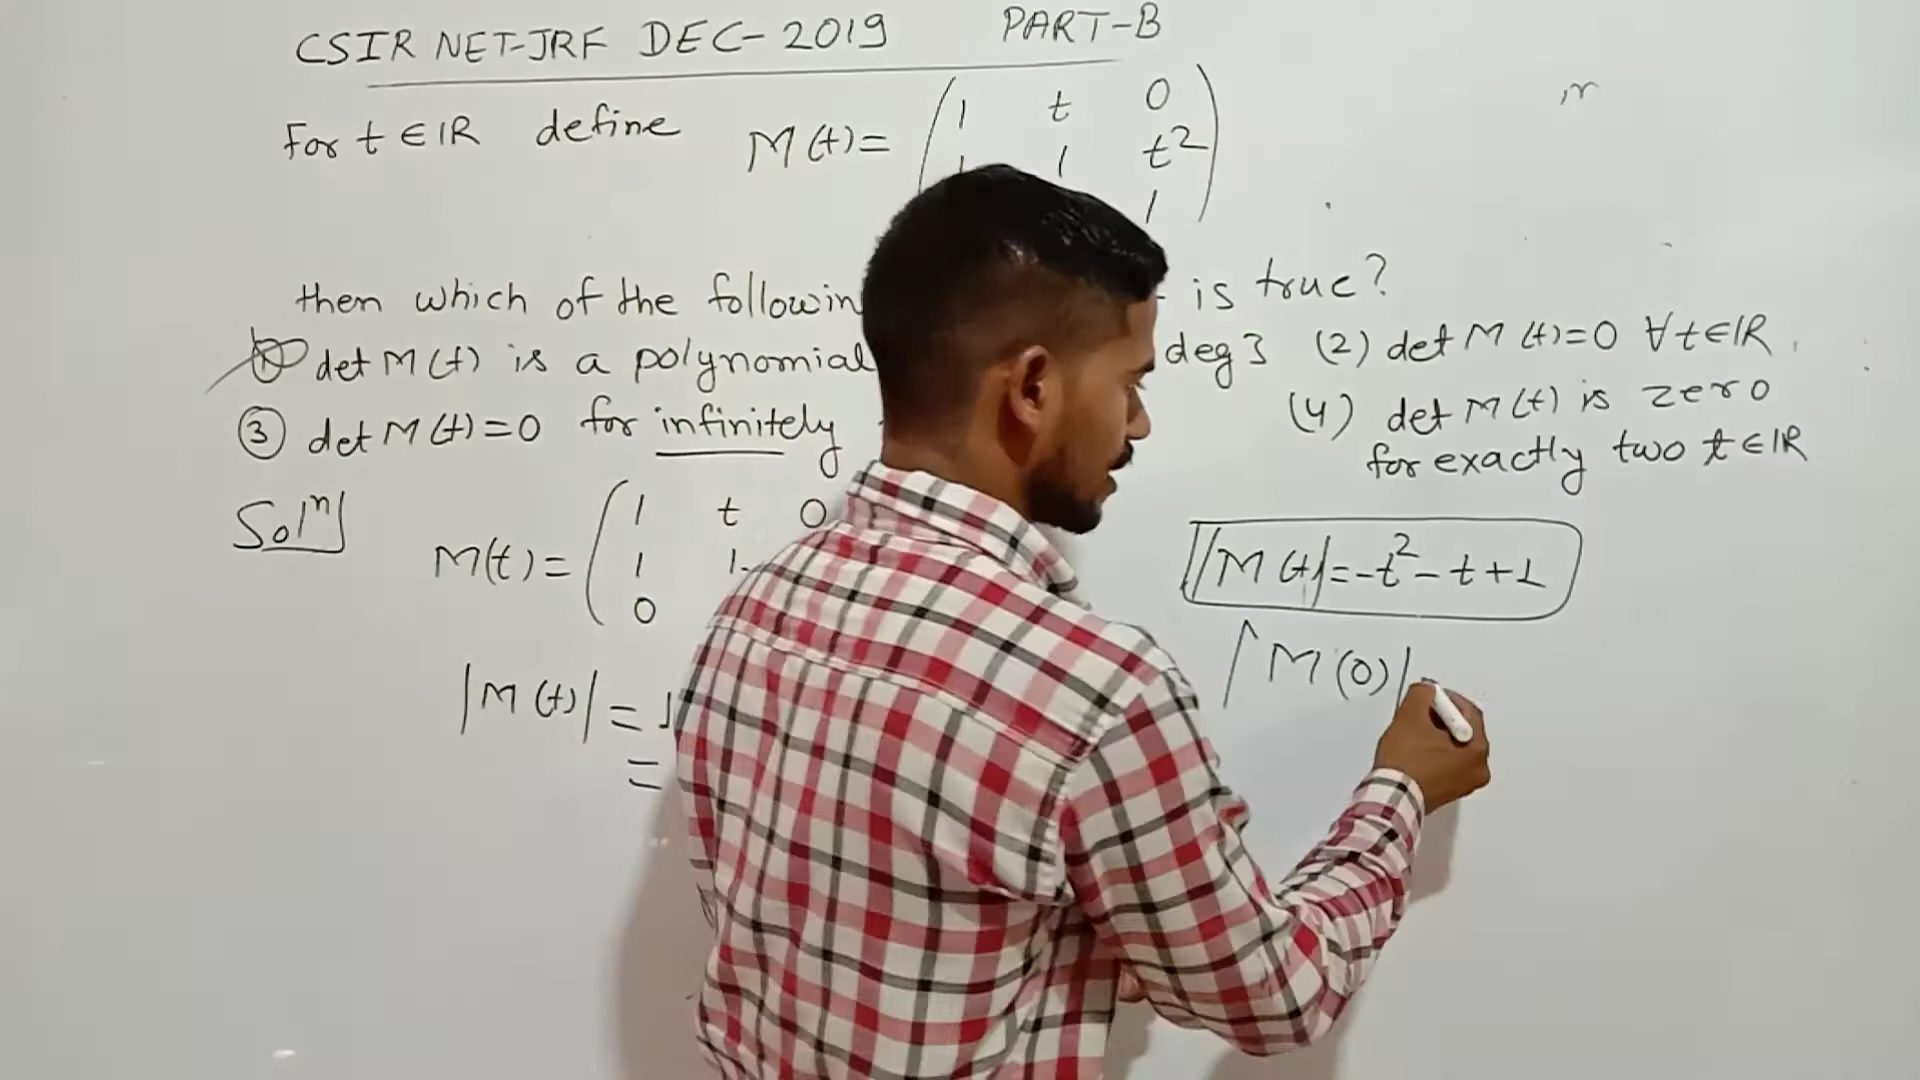 CSIR NET-JRF DEC-2019 PART-B
For t ∈ IR define M(t) = ( 1 t 0
1 t²
1 )
then which of the following is true?
det M(t) is a polynomial deg 3 (2) det M(t)=0 ∀ t∈IR
③ det M(t)=0 for infinitely (4) det M(t) is zero
for exactly two t∈IR
Solⁿ
M(t) = ( 1 t 0
1 1
0
|M(t)| = -t² - t + 1
|M(0)|
|M(t)| = 1
=